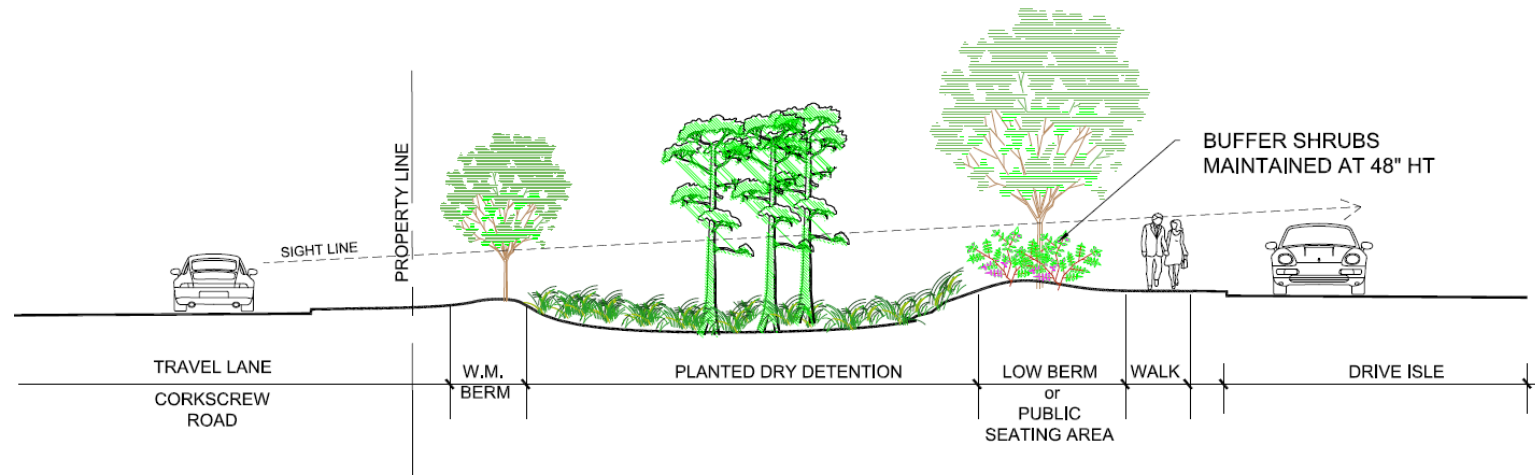 PROPERTY LINE
BUFFER SHRUBS
MAINTAINED AT 48" HT
SIGHT LINE
TRAVEL LANE
CORKSCREW
ROAD
W.M.
BERM
PLANTED DRY DETENTION
LOW BERM
or
PUBLIC
SEATING AREA
WALK
DRIVE ISLE